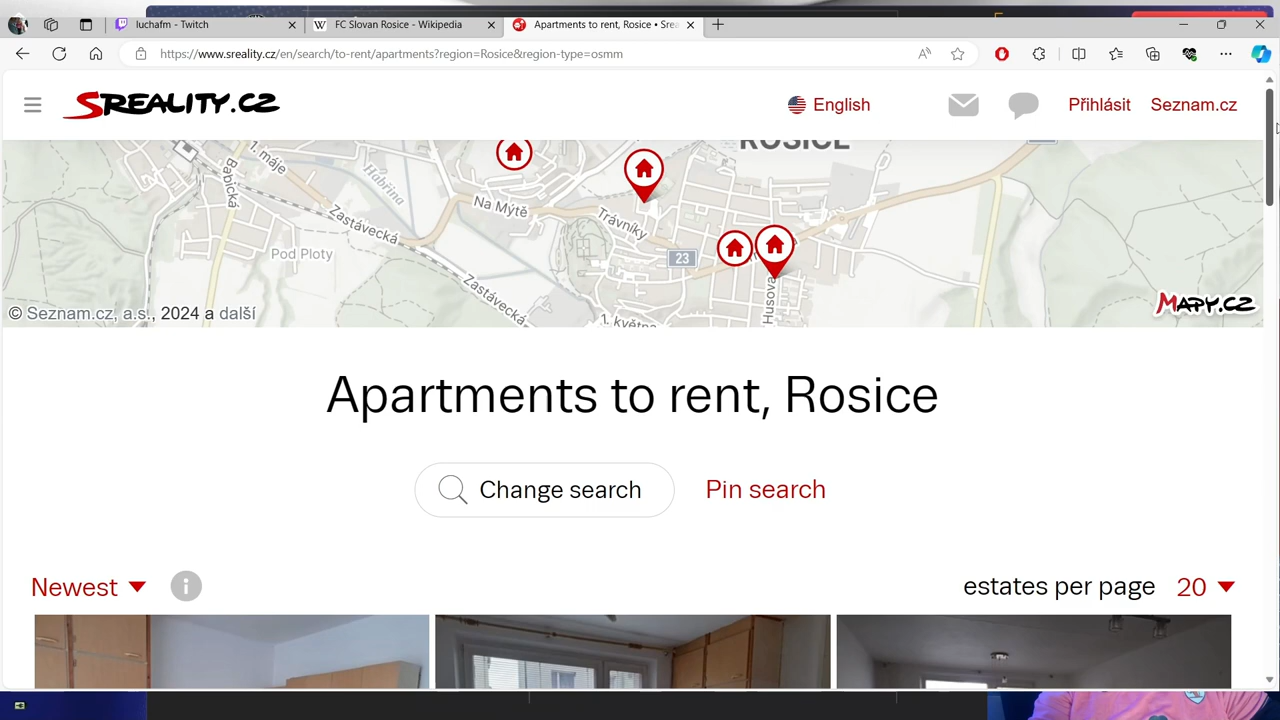 luchafm - Twitch
FC Slovan Rosice - Wikipedia
Apartments to rent, Rosice • Srea
https://www.sreality.cz/en/search/to-rent/apartments?region=Rosice&region-type=osmm
SREALITY.CZ
English
Přihlásit
Seznam.cz
ROSICE
1. máje
Babická
Habřina
Na Mýtě
Zastávecká
Trávníky
Pod Ploty
23
Zastávecká
Husova
1. května
© Seznam.cz, a.s., 2024 a další
MAPY.CZ
Apartments to rent, Rosice
Change search
Pin search
Newest
i
estates per page 20